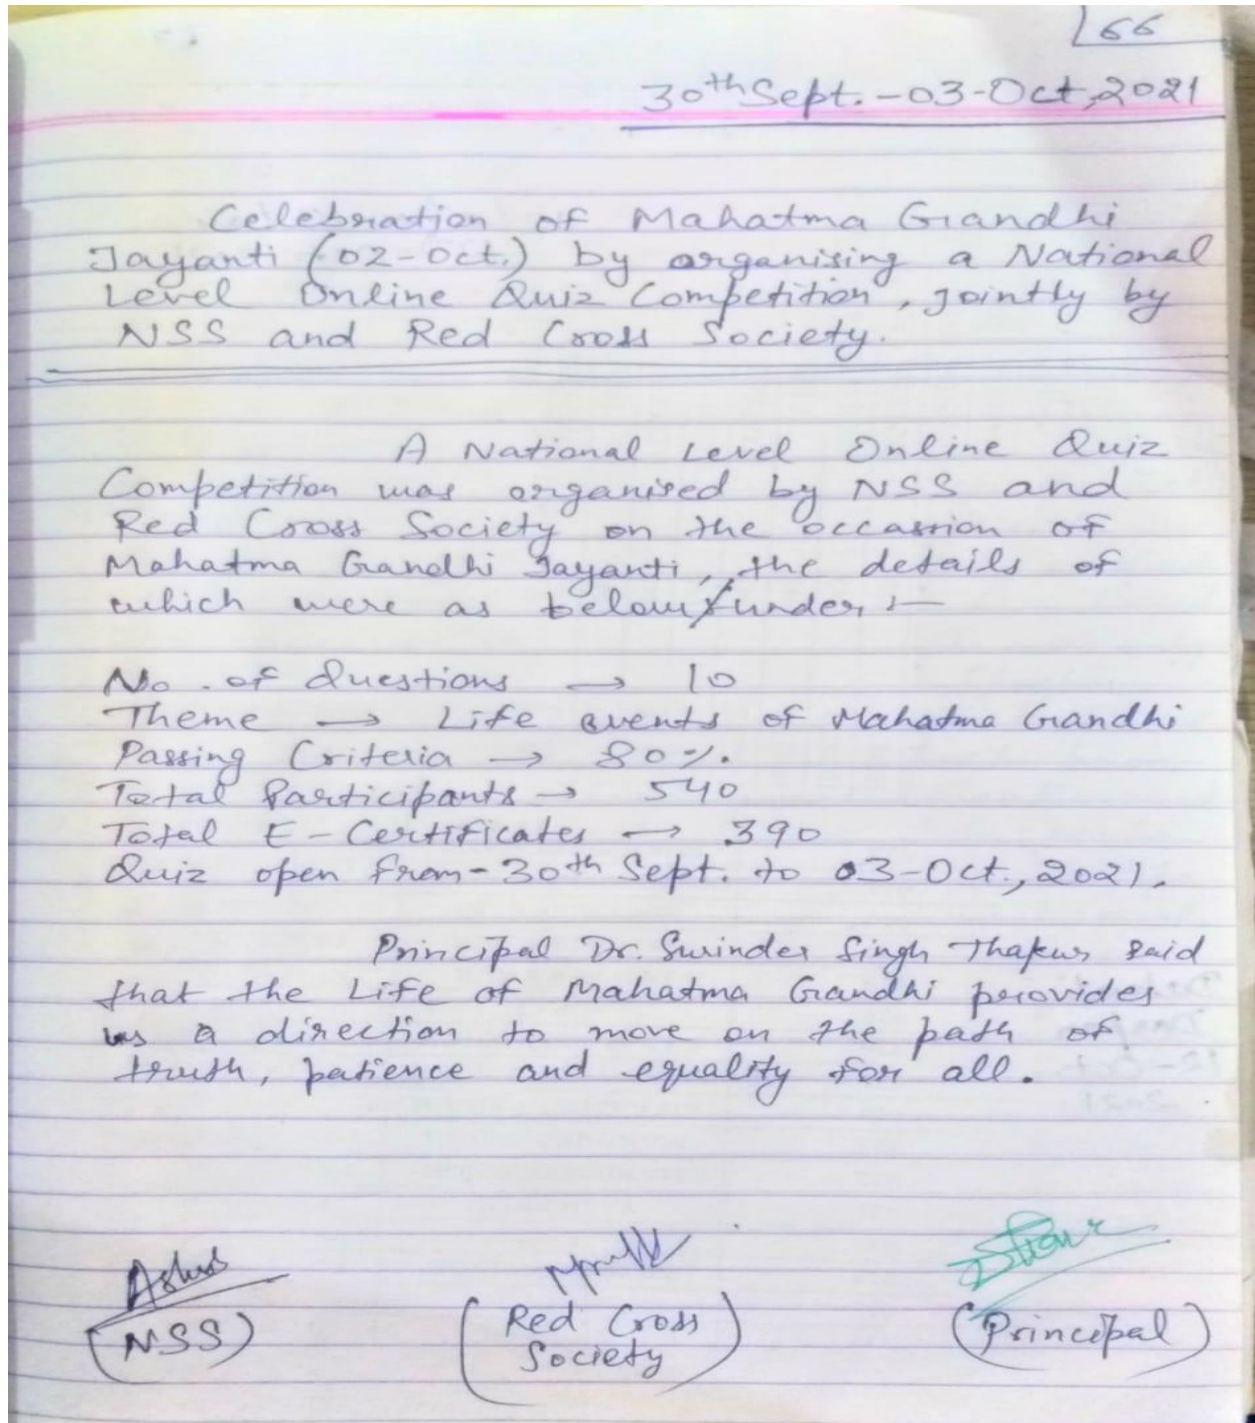 66
30th Sept. - 03-Oct, 2021
Celebration of Mahatma Gandhi
Jayanti (02-Oct.) by organising a National
Level Online Quiz Competition, jointly by
NSS and Red Cross Society.
A National Level Online Quiz
Competition was organised by NSS and
Red Cross Society on the occassion of
Mahatma Gandhi Jayanti, the details of
which were as below/under :-
No. of Questions → 10
Theme → Life events of Mahatma Gandhi
Passing Criteria → 80%.
Total Participants → 540
Total E-Certificates → 390
Quiz open from - 30th Sept. to 03-Oct., 2021.
Principal Dr. Surinder Singh Thakur said
that the Life of Mahatma Gandhi provides
us a direction to move on the path of
truth, patience and equality for all.
(NSS)
(Red Cross
Society)
(Principal)